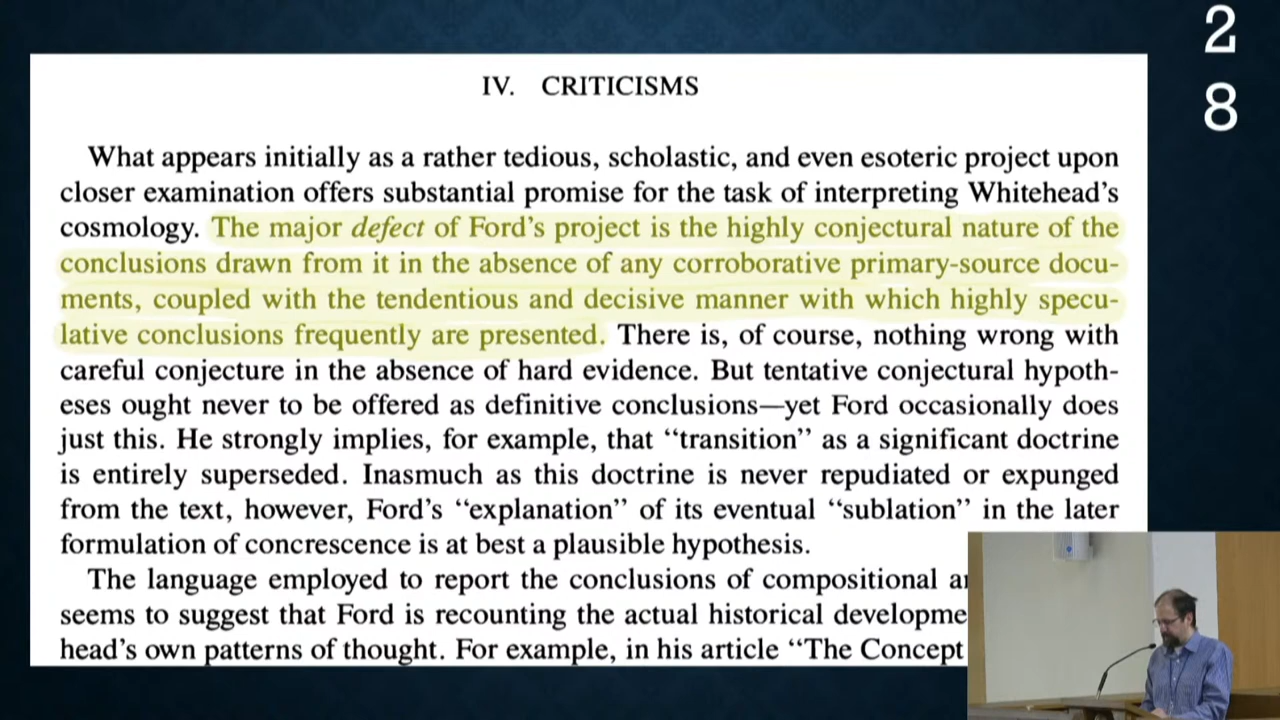 2
8
IV. CRITICISMS
What appears initially as a rather tedious, scholastic, and even esoteric project upon
closer examination offers substantial promise for the task of interpreting Whitehead’s
cosmology. The major defect of Ford’s project is the highly conjectural nature of the
conclusions drawn from it in the absence of any corroborative primary-source docu-
ments, coupled with the tendentious and decisive manner with which highly specu-
lative conclusions frequently are presented. There is, of course, nothing wrong with
careful conjecture in the absence of hard evidence. But tentative conjectural hypoth-
eses ought never to be offered as definitive conclusions—yet Ford occasionally does
just this. He strongly implies, for example, that “transition” as a significant doctrine
is entirely superseded. Inasmuch as this doctrine is never repudiated or expunged
from the text, however, Ford’s “explanation” of its eventual “sublation” in the later
formulation of concrescence is at best a plausible hypothesis.
The language employed to report the conclusions of compositional
seems to suggest that Ford is recounting the actual historical developme
head’s own patterns of thought. For example, in his article “The Concept